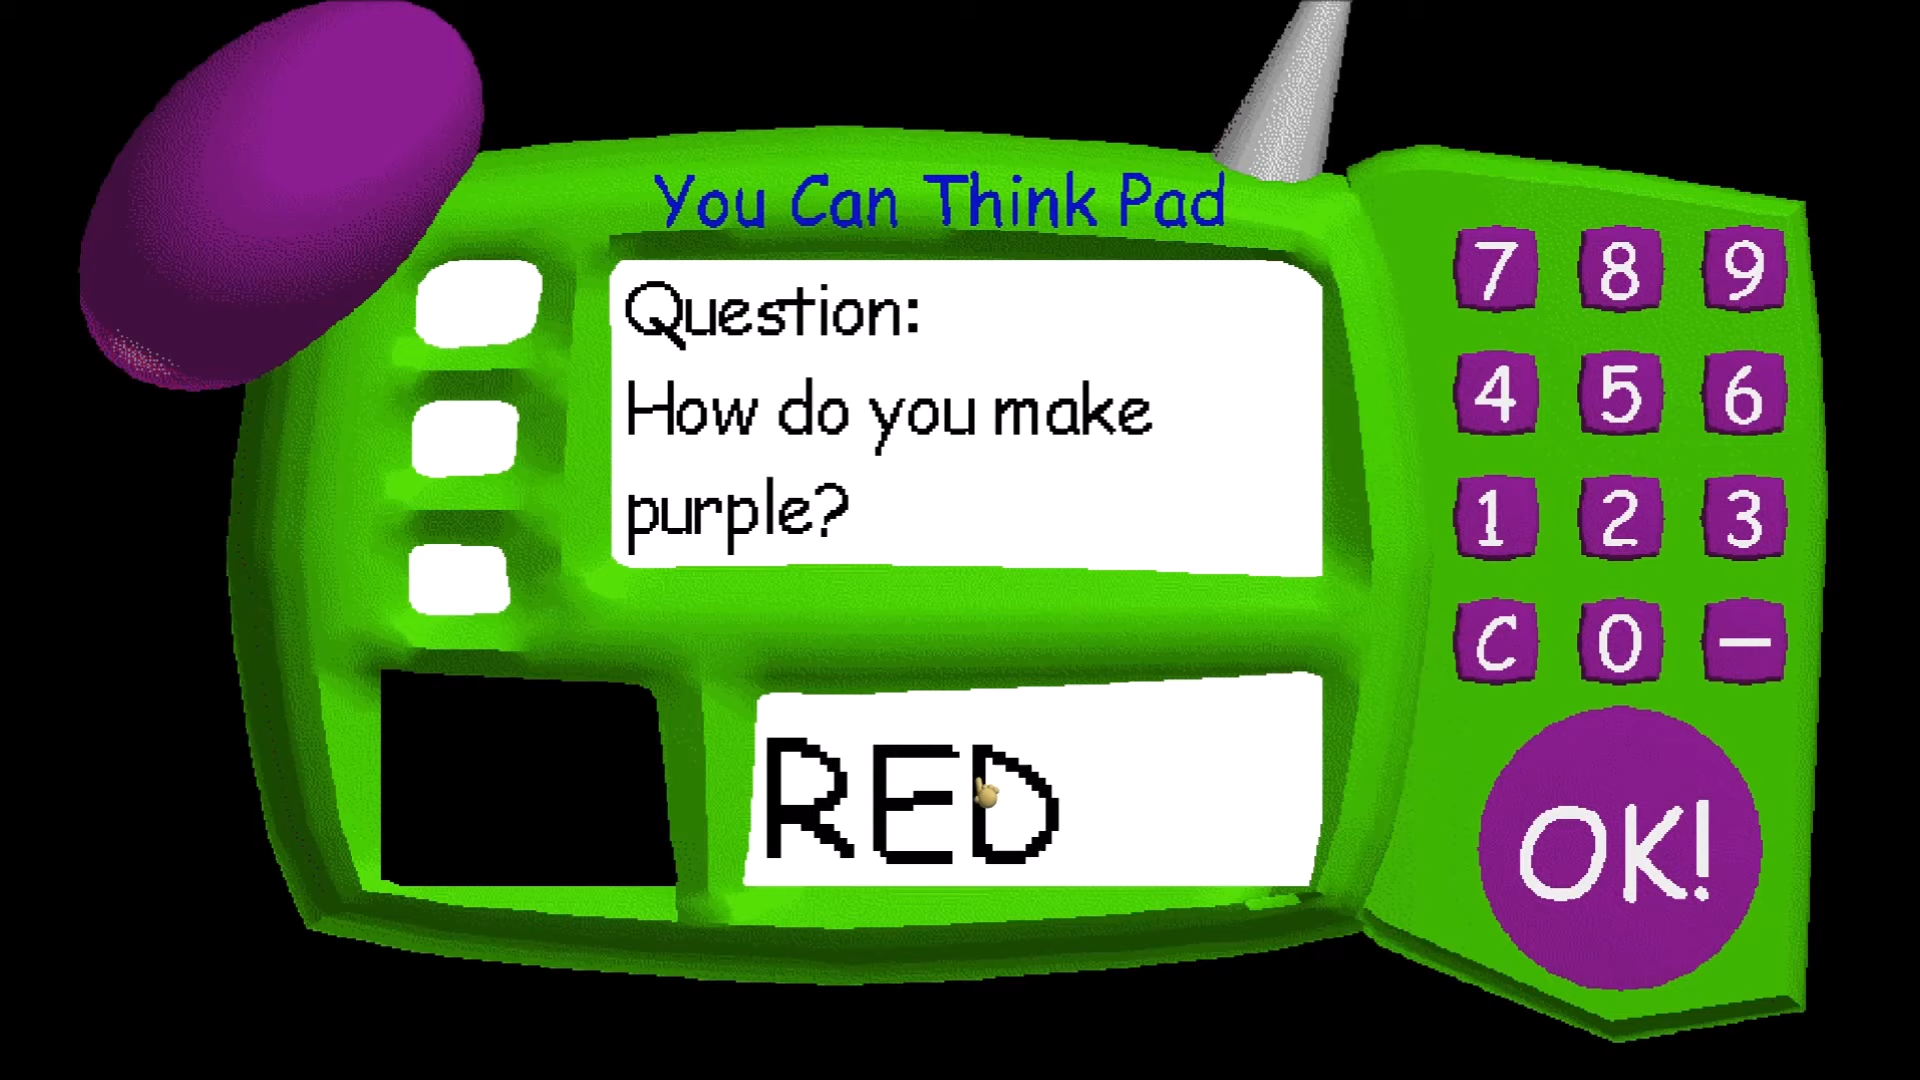 You Can Think Pad
Question:
How do you make
purple?
RED
7 8 9
4 5 6
1 2 3
C 0 –
OK!